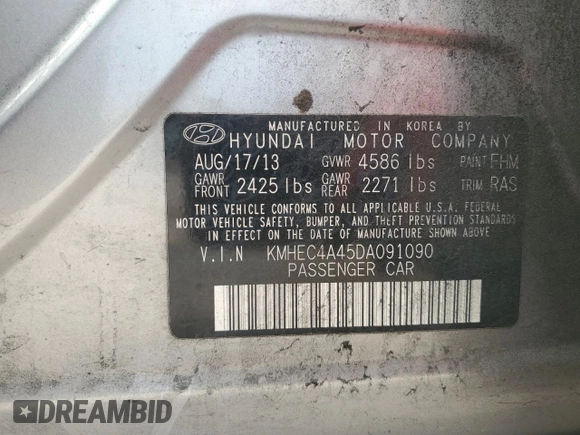 MANUFACTURED IN KOREA BY
HYUNDAI MOTOR COMPANY
AUG/17/13 GVWR 4586 lbs PAINT EHM
GAWR FRONT 2425 lbs GAWR REAR 2271 lbs TRIM RAS
THIS VEHICLE CONFORMS TO ALL APPLICABLE U.S.A. FEDERAL
MOTOR VEHICLE SAFETY, BUMPER, AND THEFT PREVENTION STANDARDS
IN EFFECT ON THE DATE OF MANUFACTURE SHOWN ABOVE
V.I.N KMHEC4A45DA091090
PASSENGER CAR
DREAMBID